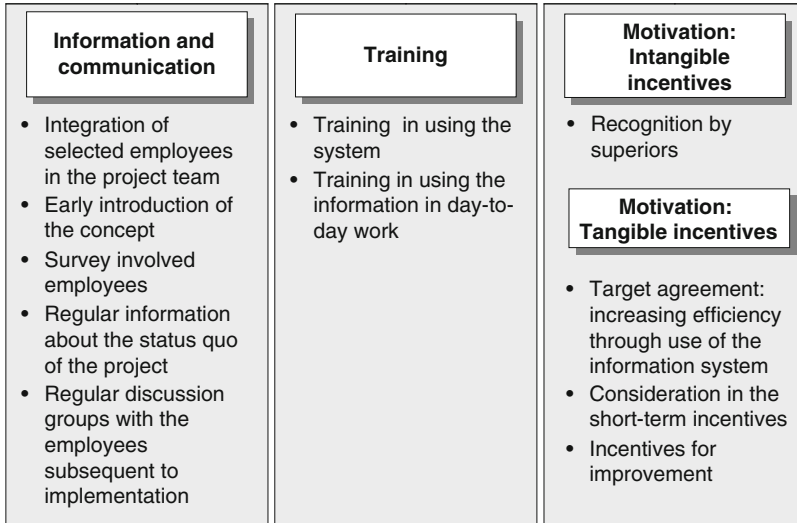 Information and
communication
• Integration of
selected employees
in the project team
• Early introduction of
the concept
• Survey involved
employees
• Regular information
about the status quo
of the project
• Regular discussion
groups with the
employees
subsequent to
implementation
Training
• Training in using the
system
• Training in using the
information in day-to-
day work
Motivation:
Intangible
incentives
• Recognition by
superiors
Motivation:
Tangible incentives
• Target agreement:
increasing efficiency
through use of the
information system
• Consideration in the
short-term incentives
• Incentives for
improvement